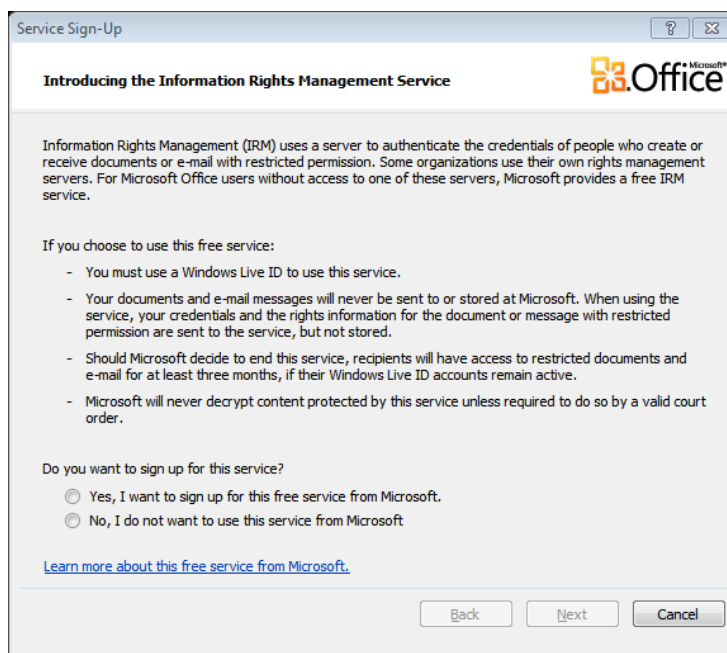 Service Sign-Up
?
Introducing the Information Rights Management Service
Microsoft®
Office
Information Rights Management (IRM) uses a server to authenticate the credentials of people who create or
receive documents or e-mail with restricted permission. Some organizations use their own rights management
servers. For Microsoft Office users without access to one of these servers, Microsoft provides a free IRM
service.
If you choose to use this free service:
- You must use a Windows Live ID to use this service.
- Your documents and e-mail messages will never be sent to or stored at Microsoft. When using the
service, your credentials and the rights information for the document or message with restricted
permission are sent to the service, but not stored.
- Should Microsoft decide to end this service, recipients will have access to restricted documents and
e-mail for at least three months, if their Windows Live ID accounts remain active.
- Microsoft will never decrypt content protected by this service unless required to do so by a valid court
order.
Do you want to sign up for this service?
Yes, I want to sign up for this free service from Microsoft.
No, I do not want to use this service from Microsoft
Learn more about this free service from Microsoft.
Back Next Cancel